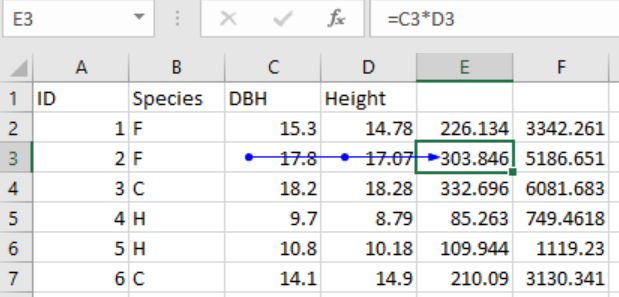 E3 fx =C3*D3
A B C D E F
1 ID Species DBH Height
2 1 F 15.3 14.78 226.134 3342.261
3 2 F 17.8 17.07 303.846 5186.651
4 3 C 18.2 18.28 332.696 6081.683
5 4 H 9.7 8.79 85.263 749.4618
6 5 H 10.8 10.18 109.944 1119.23
7 6 C 14.1 14.9 210.09 3130.341